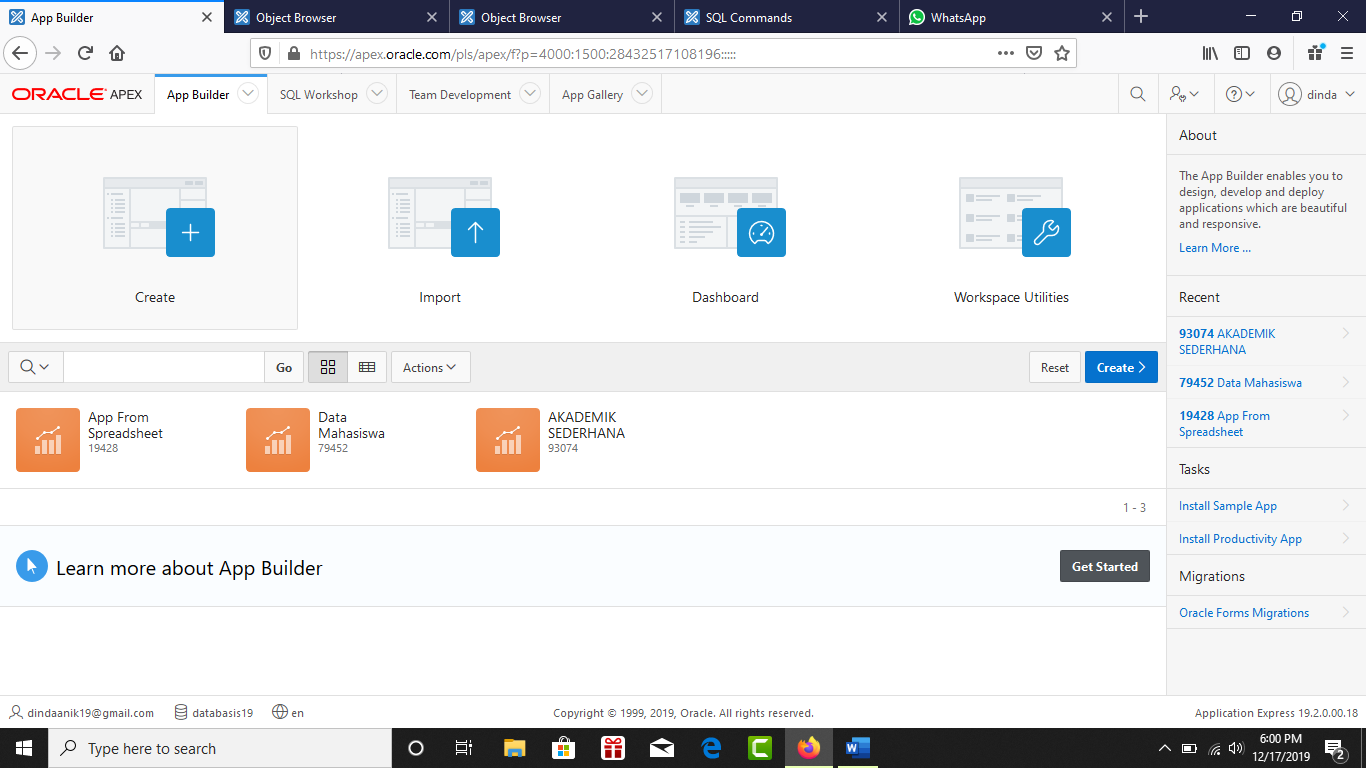 App Builder
Object Browser
Object Browser
SQL Commands
WhatsApp
https://apex.oracle.com/pls/apex/f?p=4000:1500:28432517108196:::::
ORACLE APEX
App Builder
SQL Workshop
Team Development
App Gallery
dinda
Create
Import
Dashboard
Workspace Utilities
About
The App Builder enables you to
design, develop and deploy
applications which are beautiful
and responsive.
Learn More ...
Recent
93074 AKADEMIK
SEDERHANA
79452 Data Mahasiswa
19428 App From
Spreadsheet
Tasks
Install Sample App
Install Productivity App
Migrations
Oracle Forms Migrations
Go
Actions
Reset
Create
App From
Spreadsheet
19428
Data
Mahasiswa
79452
AKADEMIK
SEDERHANA
93074
1 - 3
Learn more about App Builder
Get Started
dindaanik19@gmail.com
databasis19
en
Copyright © 1999, 2019, Oracle. All rights reserved.
Application Express 19.2.0.00.18
Type here to search
6:00 PM
12/17/2019
2